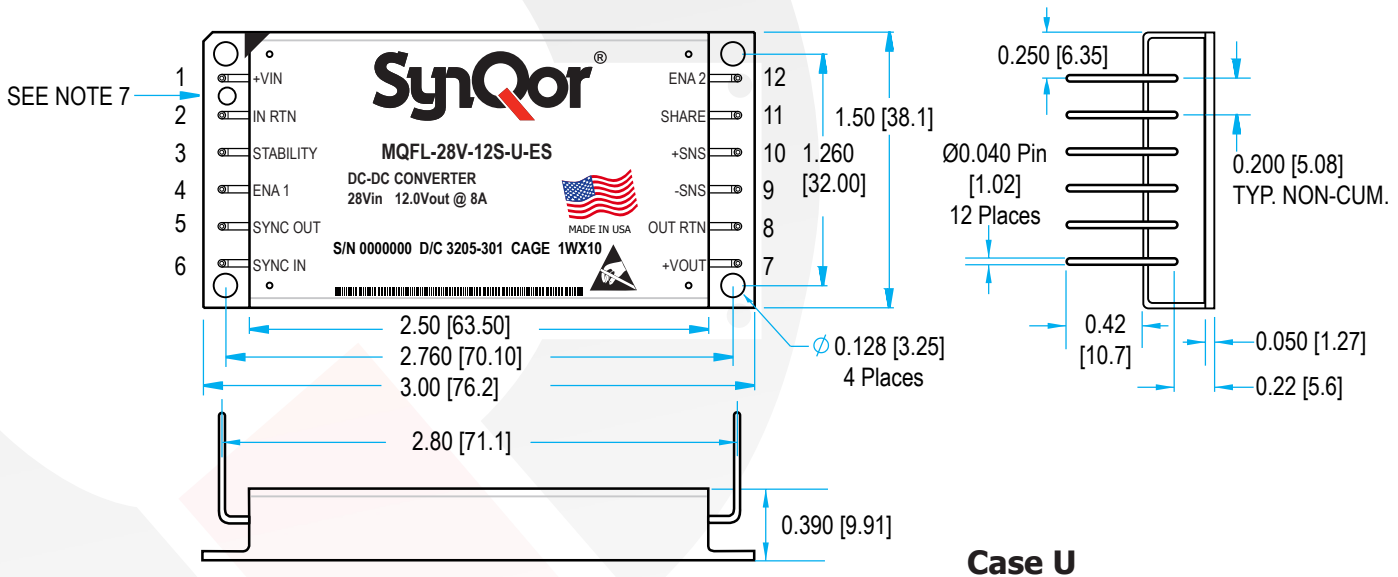 SynQor®
MQFL-28V-12S-U-ES
DC-DC CONVERTER
28Vin 12.0Vout @ 8A
MADE IN USA
S/N 0000000 D/C 3205-301 CAGE 1WX10
SEE NOTE 7
1 +VIN
2 IN RTN
3 STABILITY
4 ENA 1
5 SYNC OUT
6 SYNC IN
ENA 2 12
SHARE 11
+SNS 10
-SNS 9
OUT RTN 8
+VOUT 7
1.50 [38.1]
1.260
[32.00]
2.50 [63.50]
2.760 [70.10]
3.00 [76.2]
Ø 0.128 [3.25]
4 Places
0.250 [6.35]
Ø0.040 Pin
[1.02]
12 Places
0.200 [5.08]
TYP. NON-CUM.
0.42
[10.7]
0.050 [1.27]
0.22 [5.6]
2.80 [71.1]
0.390 [9.91]
Case U